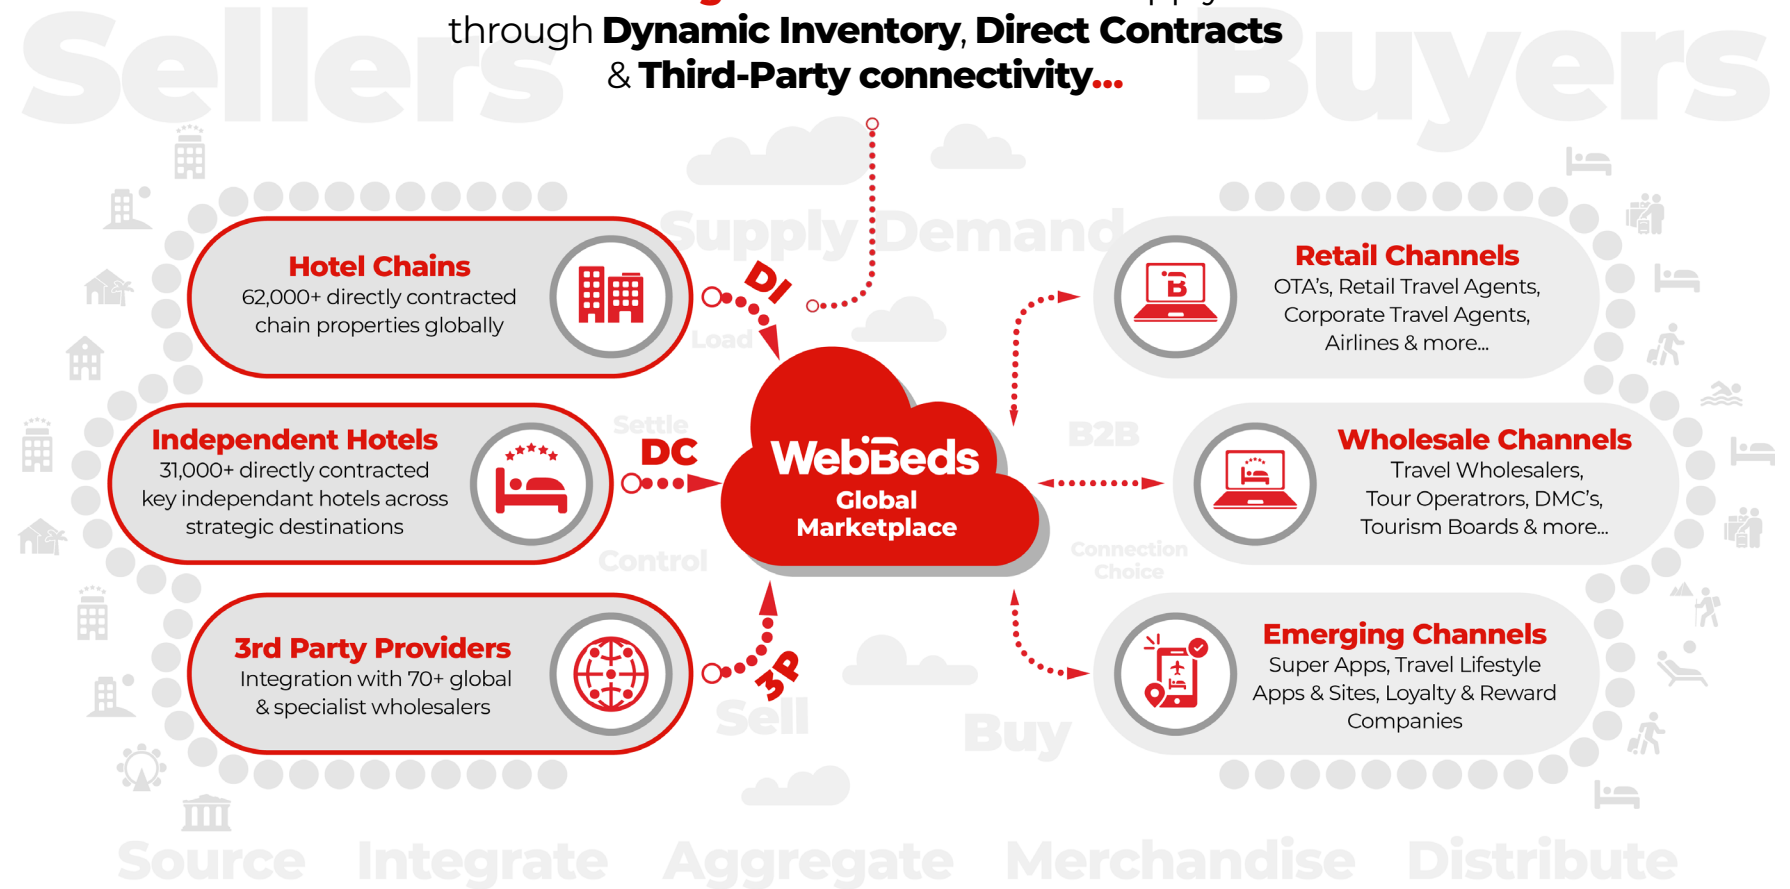 Sellers
Buyers
through Dynamic Inventory, Direct Contracts
& Third-Party connectivity...
Supply Demand
Hotel Chains
62,000+ directly contracted
chain properties globally
DI
Load
Retail Channels
OTA's, Retail Travel Agents,
Corporate Travel Agents,
Airlines & more...
B
Independent Hotels
31,000+ directly contracted
key independant hotels across
strategic destinations
Settle
DC
WebBeds
Global
Marketplace
B2B
Wholesale Channels
Travel Wholesalers,
Tour Operatrors, DMC's,
Tourism Boards & more...
Control
Connection
Choice
3rd Party Providers
Integration with 70+ global
& specialist wholesalers
3P
Sell
Buy
Emerging Channels
Super Apps, Travel Lifestyle
Apps & Sites, Loyalty & Reward
Companies
Source Integrate Aggregate Merchandise Distribute